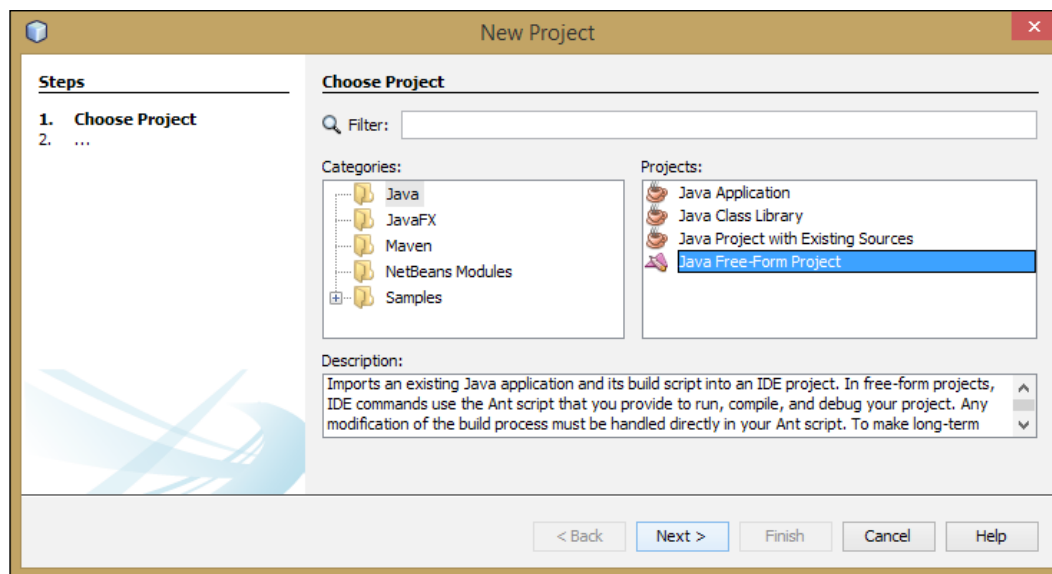 New Project
Steps
1. Choose Project
2. ...
Choose Project
Filter:
Categories:
Java
JavaFX
Maven
NetBeans Modules
Samples
Projects:
Java Application
Java Class Library
Java Project with Existing Sources
Java Free-Form Project
Description:
Imports an existing Java application and its build script into an IDE project. In free-form projects,
IDE commands use the Ant script that you provide to run, compile, and debug your project. Any
modification of the build process must be handled directly in your Ant script. To make long-term
< Back
Next >
Finish
Cancel
Help